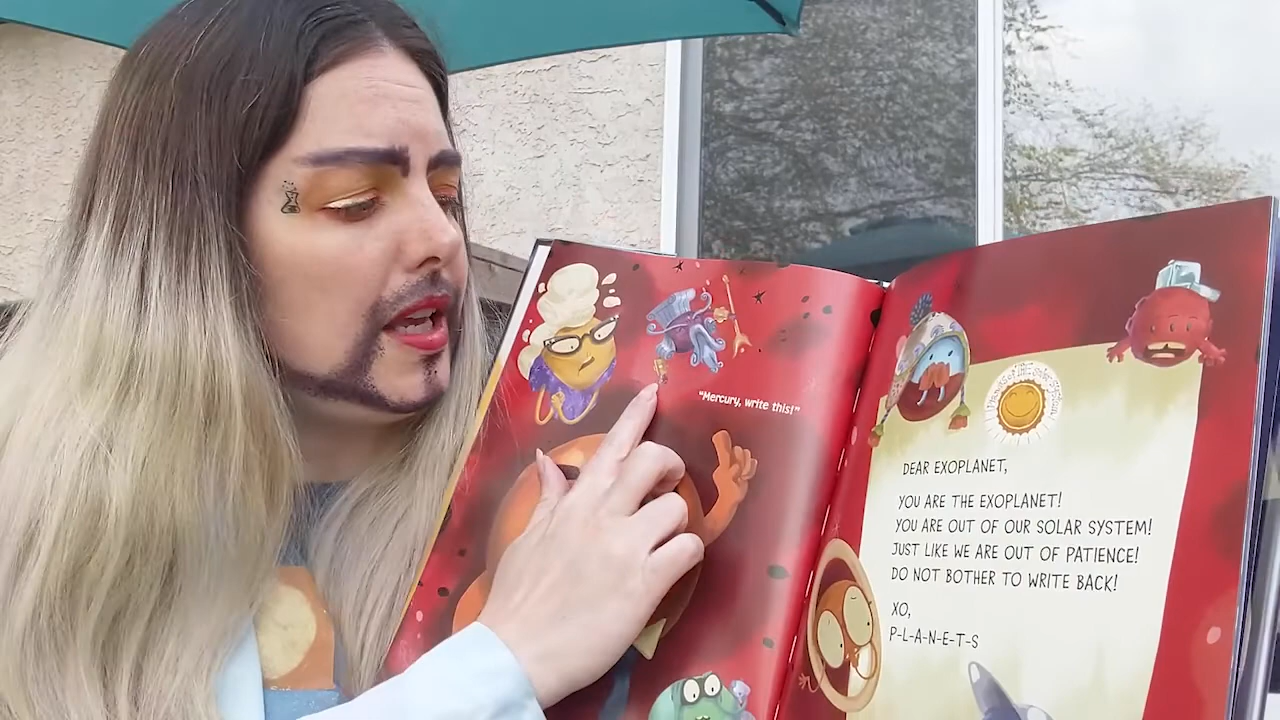 "Mercury, write this!"
DEAR EXOPLANET,
YOU ARE THE EXOPLANET!
YOU ARE OUT OF OUR SOLAR SYSTEM!
JUST LIKE WE ARE OUT OF PATIENCE!
DO NOT BOTHER TO WRITE BACK!
XO,
P-L-A-N-E-T-S